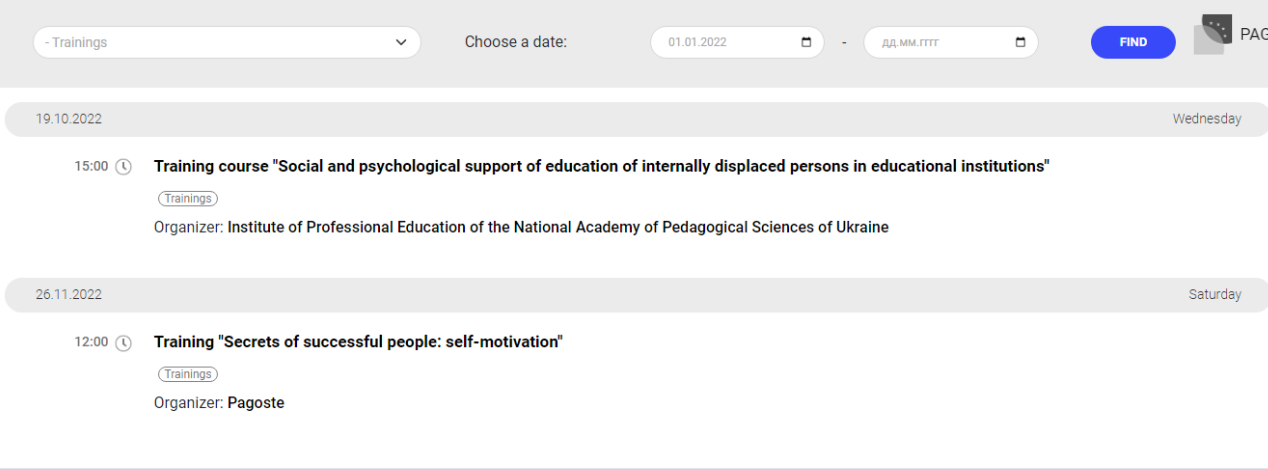 - Trainings
Choose a date:
01.01.2022
-
дд.мм.гггг
FIND
PAG
19.10.2022
Wednesday
15:00
Training course "Social and psychological support of education of internally displaced persons in educational institutions"
Trainings
Organizer: Institute of Professional Education of the National Academy of Pedagogical Sciences of Ukraine
26.11.2022
Saturday
12:00
Training "Secrets of successful people: self-motivation"
Trainings
Organizer: Pagoste